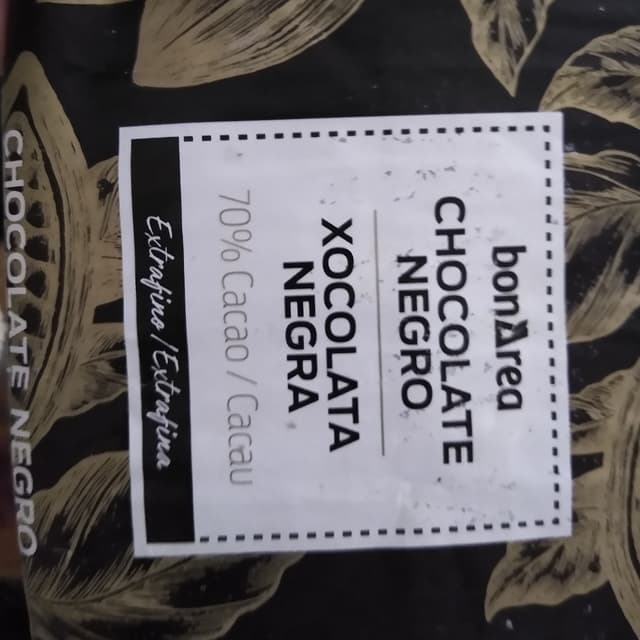 bonÀrea
CHOCOLATE
NEGRO
XOCOLATA
NEGRA
70% Cacao / Cacau
Extrafino / Extrafina
CHOCOLATE NEGRO